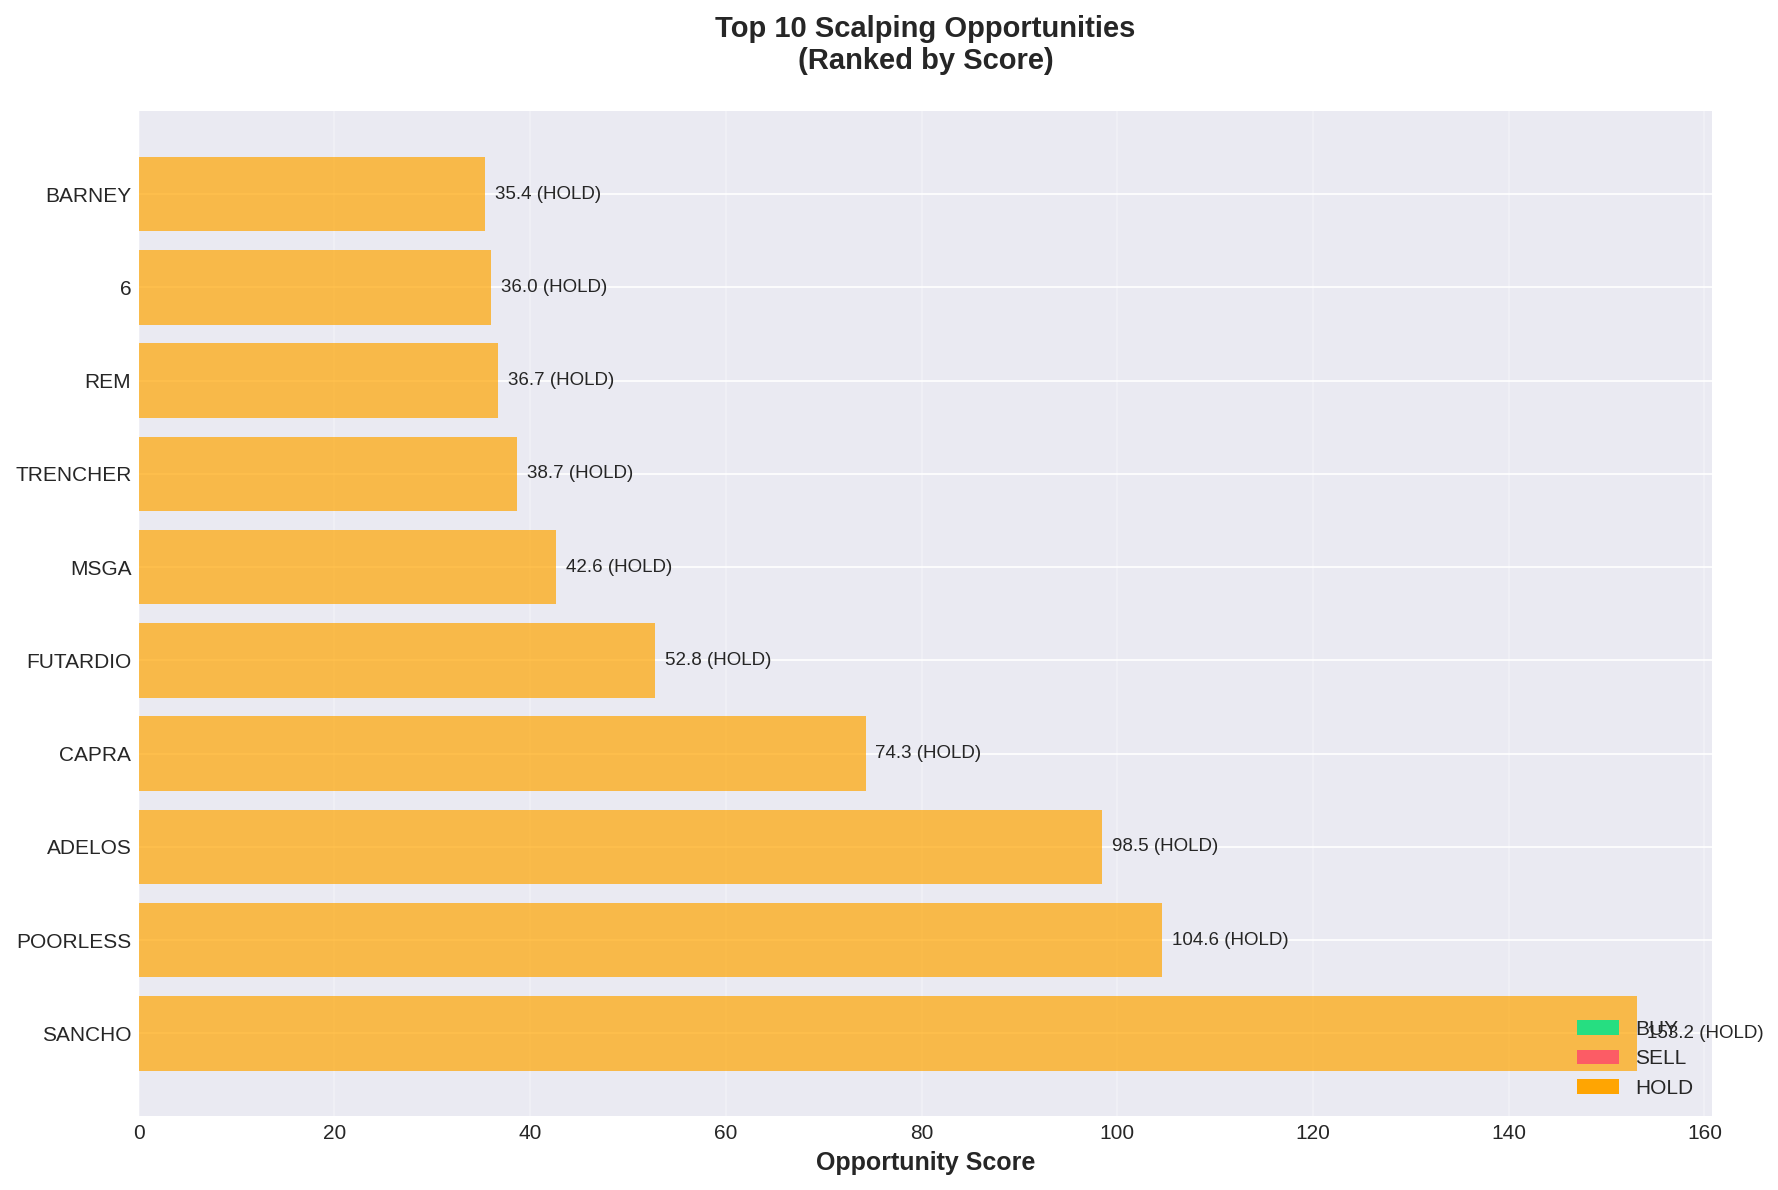 Top 10 Scalping Opportunities
(Ranked by Score)
BARNEY
35.4 (HOLD)
6
36.0 (HOLD)
REM
36.7 (HOLD)
TRENCHER
38.7 (HOLD)
MSGA
42.6 (HOLD)
FUTARDIO
52.8 (HOLD)
CAPRA
74.3 (HOLD)
ADELOS
98.5 (HOLD)
POORLESS
104.6 (HOLD)
SANCHO
153.2 (HOLD)
BUY
SELL
HOLD
0 20 40 60 80 100 120 140 160
Opportunity Score